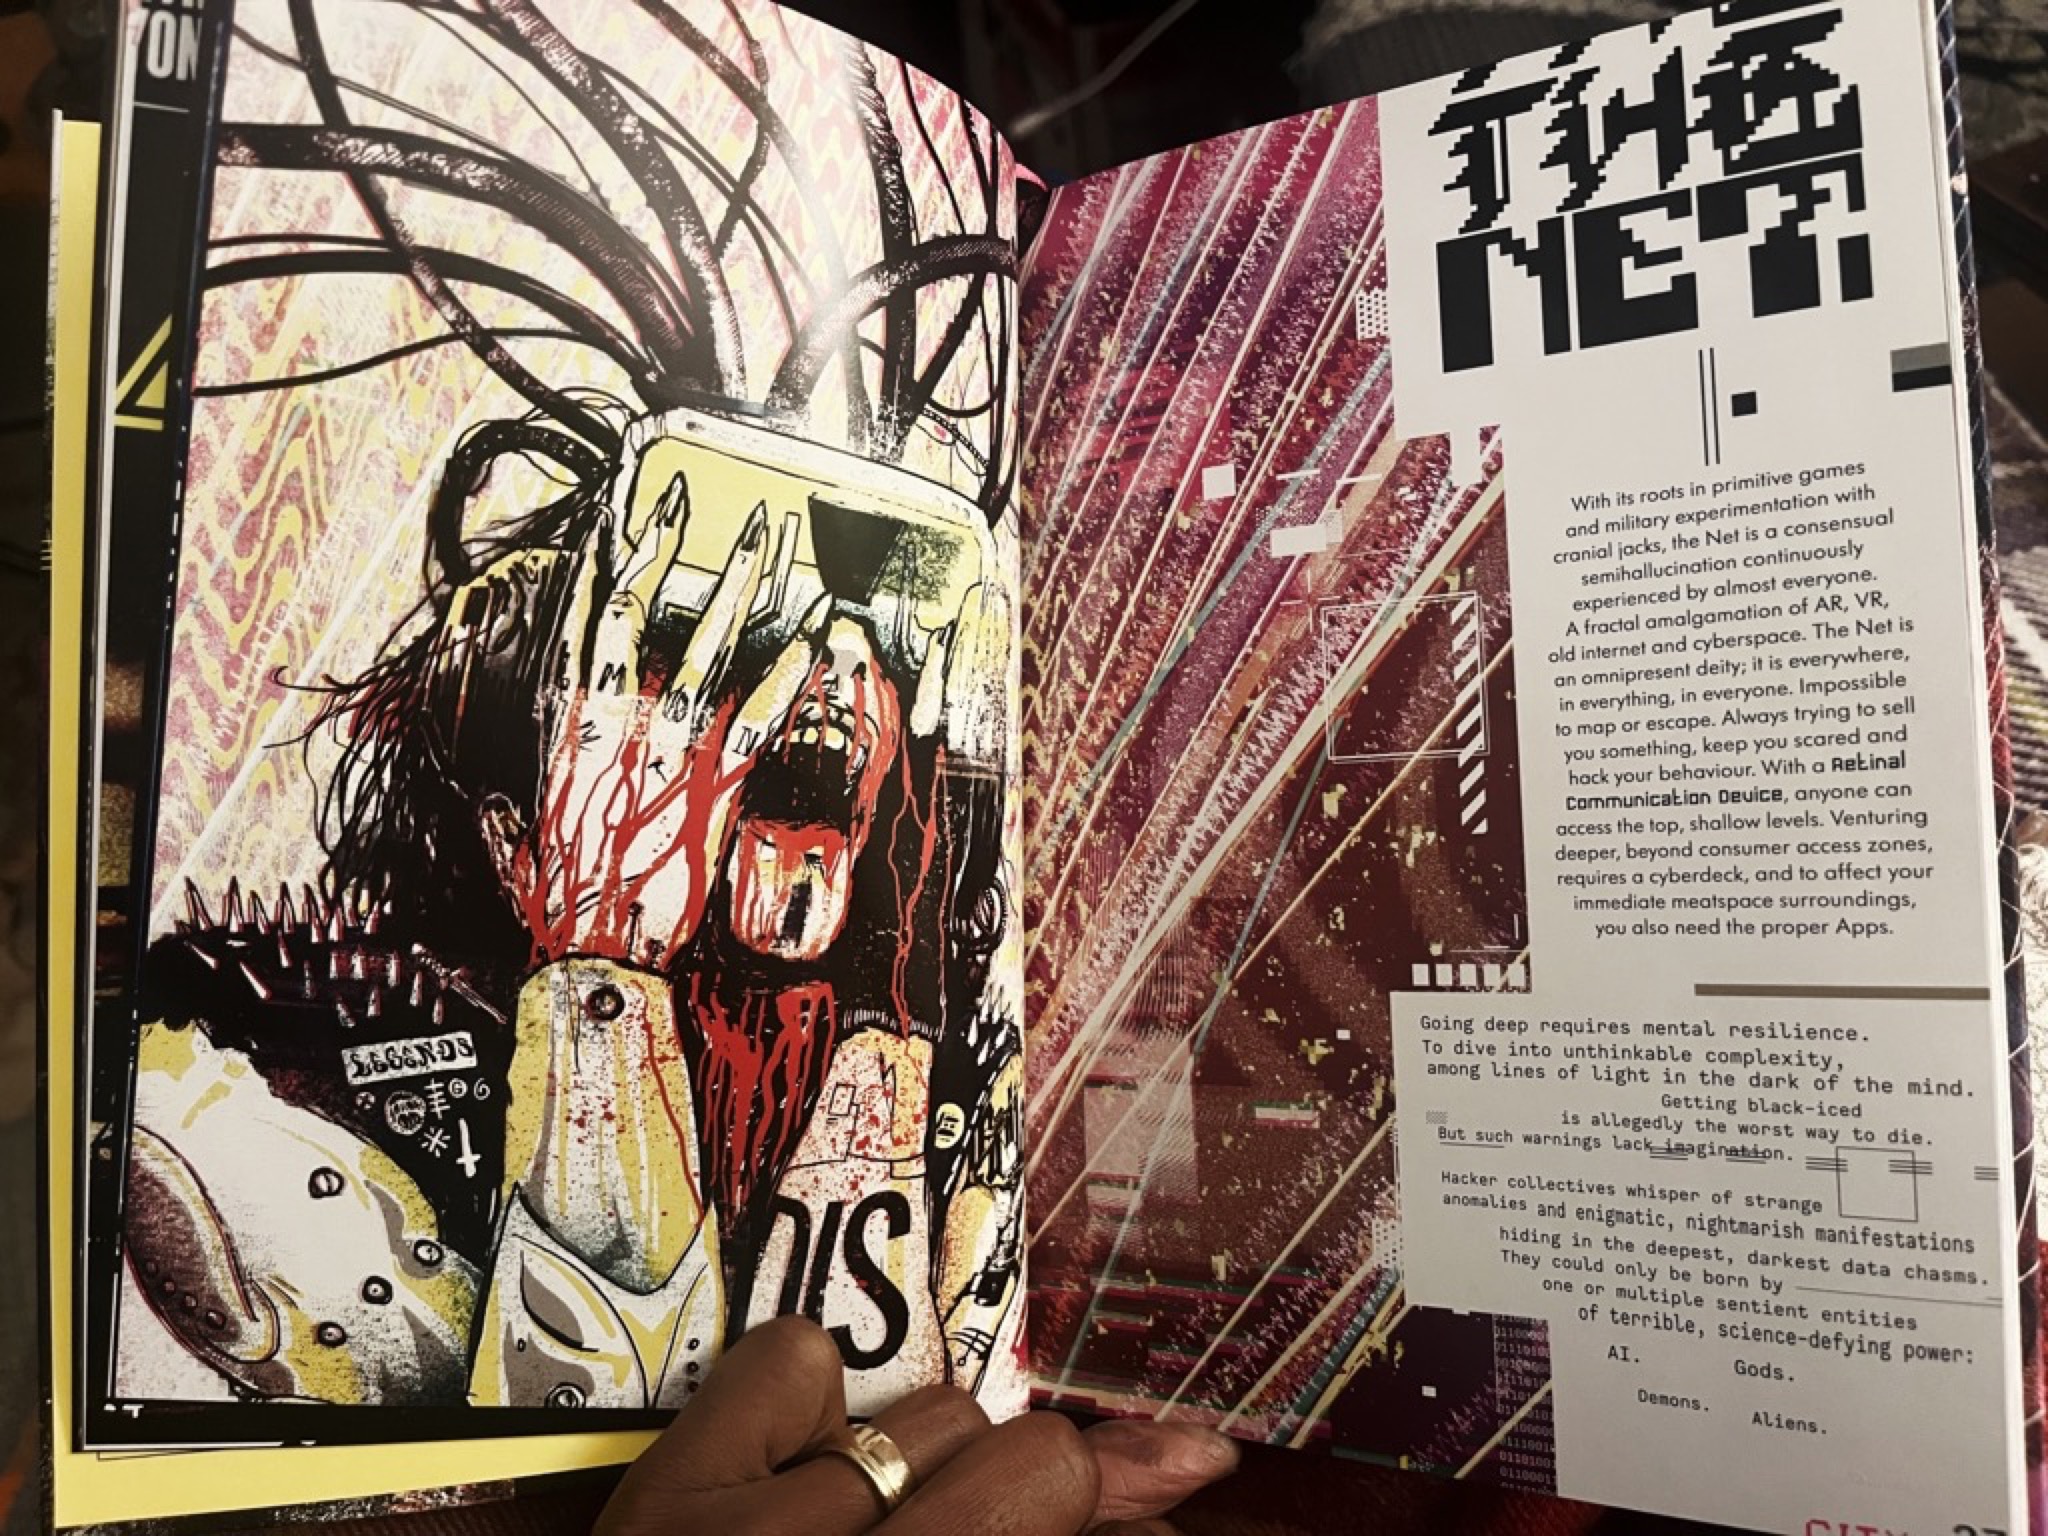 LEGENDS
DIS
THE
NET.
With its roots in primitive games
and military experimentation with
cranial jacks, the Net is a consensual
semihallucination continuously
experienced by almost everyone.
A fractal amalgamation of AR, VR,
old internet and cyberspace. The Net is
an omnipresent deity; it is everywhere,
in everything, in everyone. Impossible
to map or escape. Always trying to sell
you something, keep you scared and
hack your behaviour. With a Retinal
Communication Device, anyone can
access the top, shallow levels. Venturing
deeper, beyond consumer access zones,
requires a cyberdeck, and to affect your
immediate meatspace surroundings,
you also need the proper Apps.
Going deep requires mental resilience.
To dive into unthinkable complexity,
among lines of light in the dark of the mind.
Getting black-iced
is allegedly the worst way to die.
But such warnings lack imagination.
Hacker collectives whisper of strange
anomalies and enigmatic, nightmarish manifestations
hiding in the deepest, darkest data chasms.
They could only be born by
one or multiple sentient entities
of terrible, science-defying power:
AI. Gods.
Demons. Aliens.